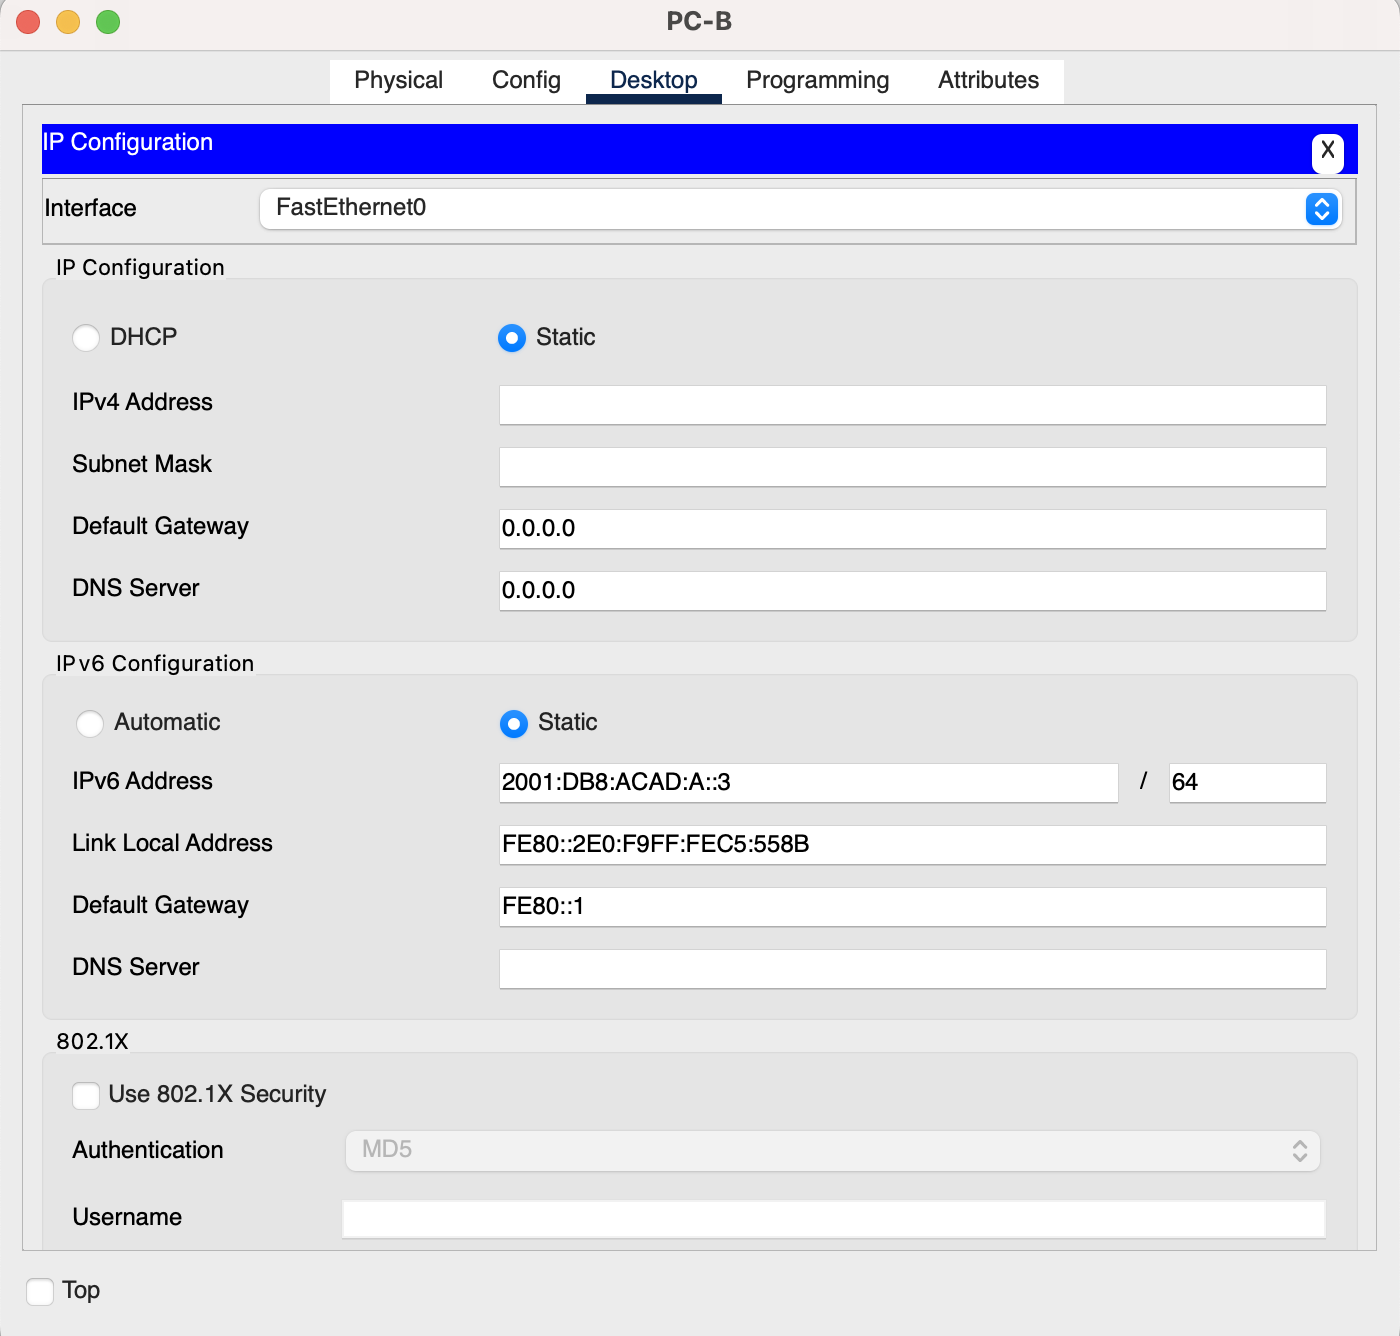 PC-B
Physical Config Desktop Programming Attributes
IP Configuration X
Interface FastEthernet0
IP Configuration
DHCP Static
IPv4 Address
Subnet Mask
Default Gateway 0.0.0.0
DNS Server 0.0.0.0
IPv6 Configuration
Automatic Static
IPv6 Address 2001:DB8:ACAD:A::3 / 64
Link Local Address FE80::2E0:F9FF:FEC5:558B
Default Gateway FE80::1
DNS Server
802.1X
Use 802.1X Security
Authentication MD5
Username
Top